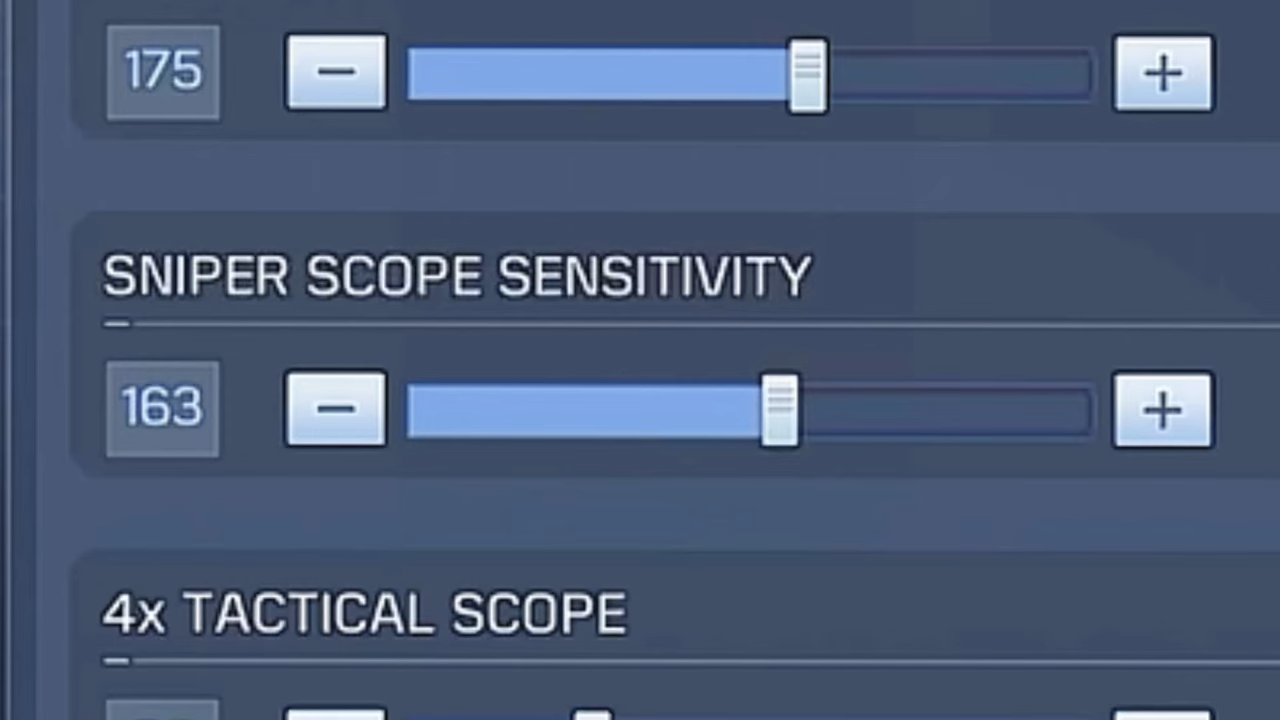 175 − +
SNIPER SCOPE SENSITIVITY
163 − +
4x TACTICAL SCOPE